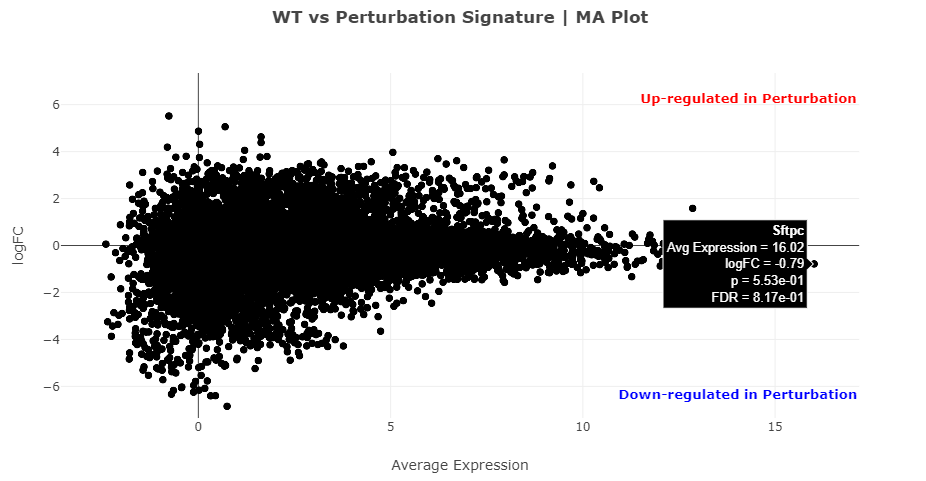 WT vs Perturbation Signature | MA Plot
Up-regulated in Perturbation
6
4
2
0
−2
−4
−6
logFC
Sftpc
Avg Expression = 16.02
logFC = -0.79
p = 5.53e-01
FDR = 8.17e-01
Down-regulated in Perturbation
0
5
10
15
Average Expression